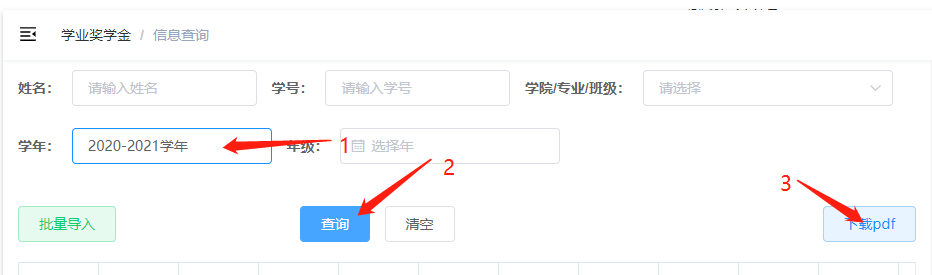 学业奖学金 / 信息查询
姓名： 请输入姓名 学号： 请输入学号 学院/专业/班级： 请选择
学年： 2020-2021学年 1 年级： 选择年
2
3
批量导入 查询 清空 下载pdf